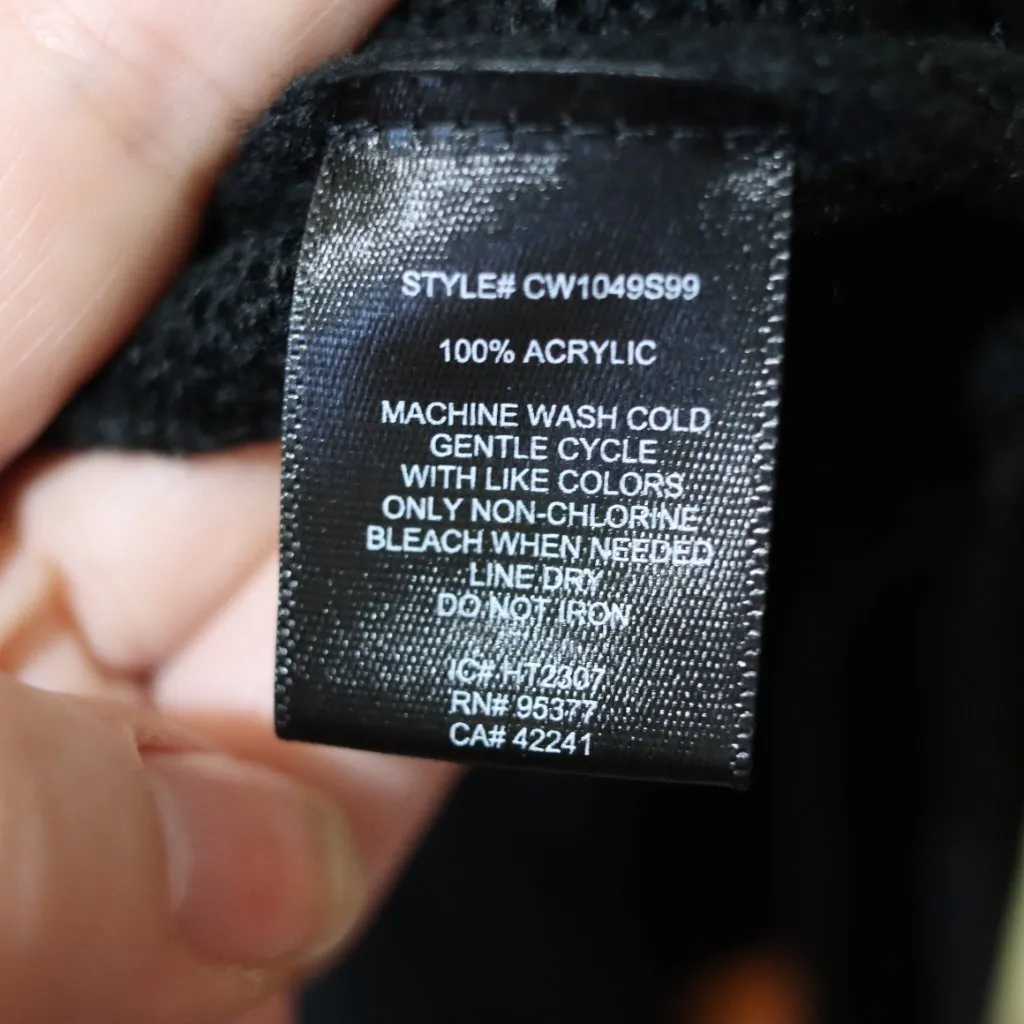 STYLE# CW1049S99
100% ACRYLIC
MACHINE WASH COLD
GENTLE CYCLE
WITH LIKE COLORS
ONLY NON-CHLORINE
BLEACH WHEN NEEDED
LINE DRY
DO NOT IRON
IC# HT2307
RN# 95377
CA# 42241